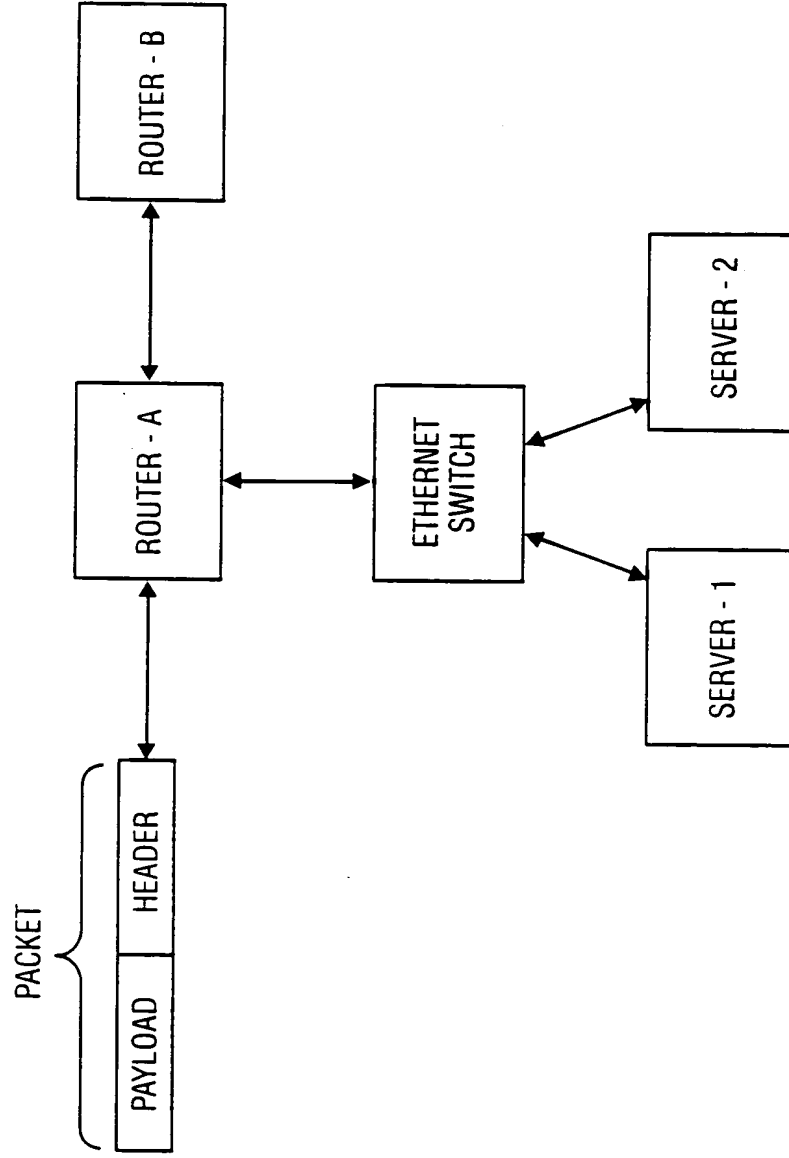 PACKET
PAYLOAD
HEADER
ROUTER - A
ROUTER - B
ETHERNET
SWITCH
SERVER - 1
SERVER - 2